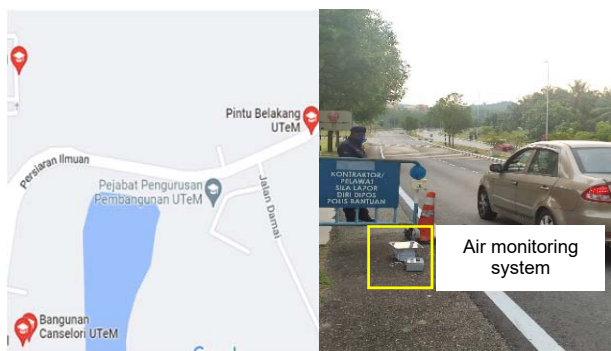 Pintu Belakang
UTeM
Persiaran Ilmuan
Pejabat Pengurusan
Pembangunan UTeM
Jalan Damai
Bangunan
Canselori UTeM
KONTRAKTOR/
PELAWAT
SILA LAPOR
DIRI DIPOS
POLIS BANTUAN
Air monitoring
system